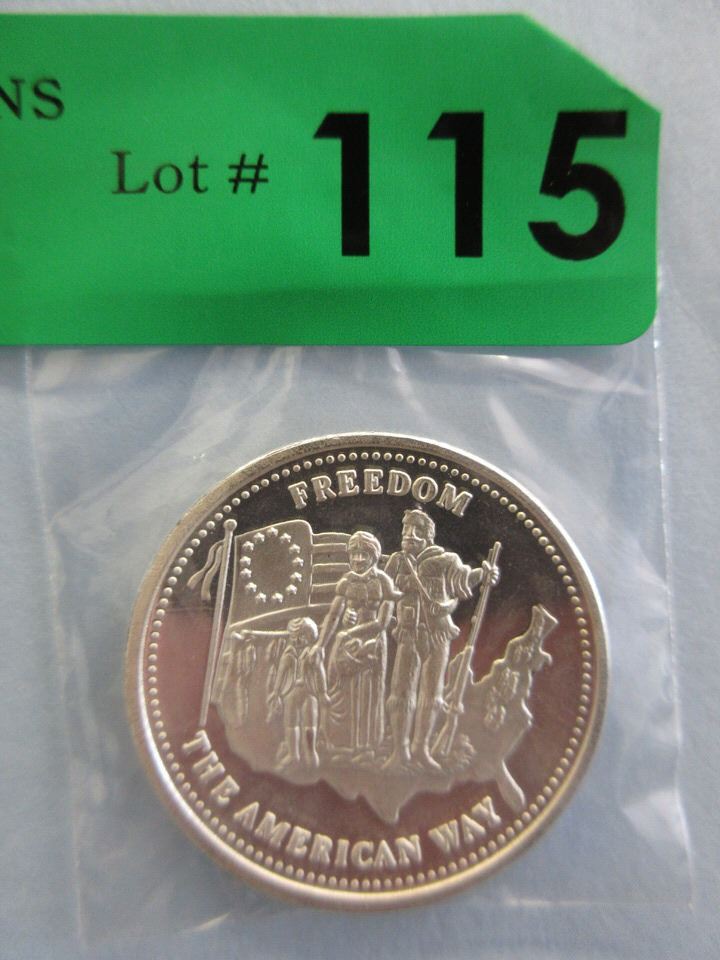 NS
Lot # 115
FREEDOM
THE AMERICAN WAY